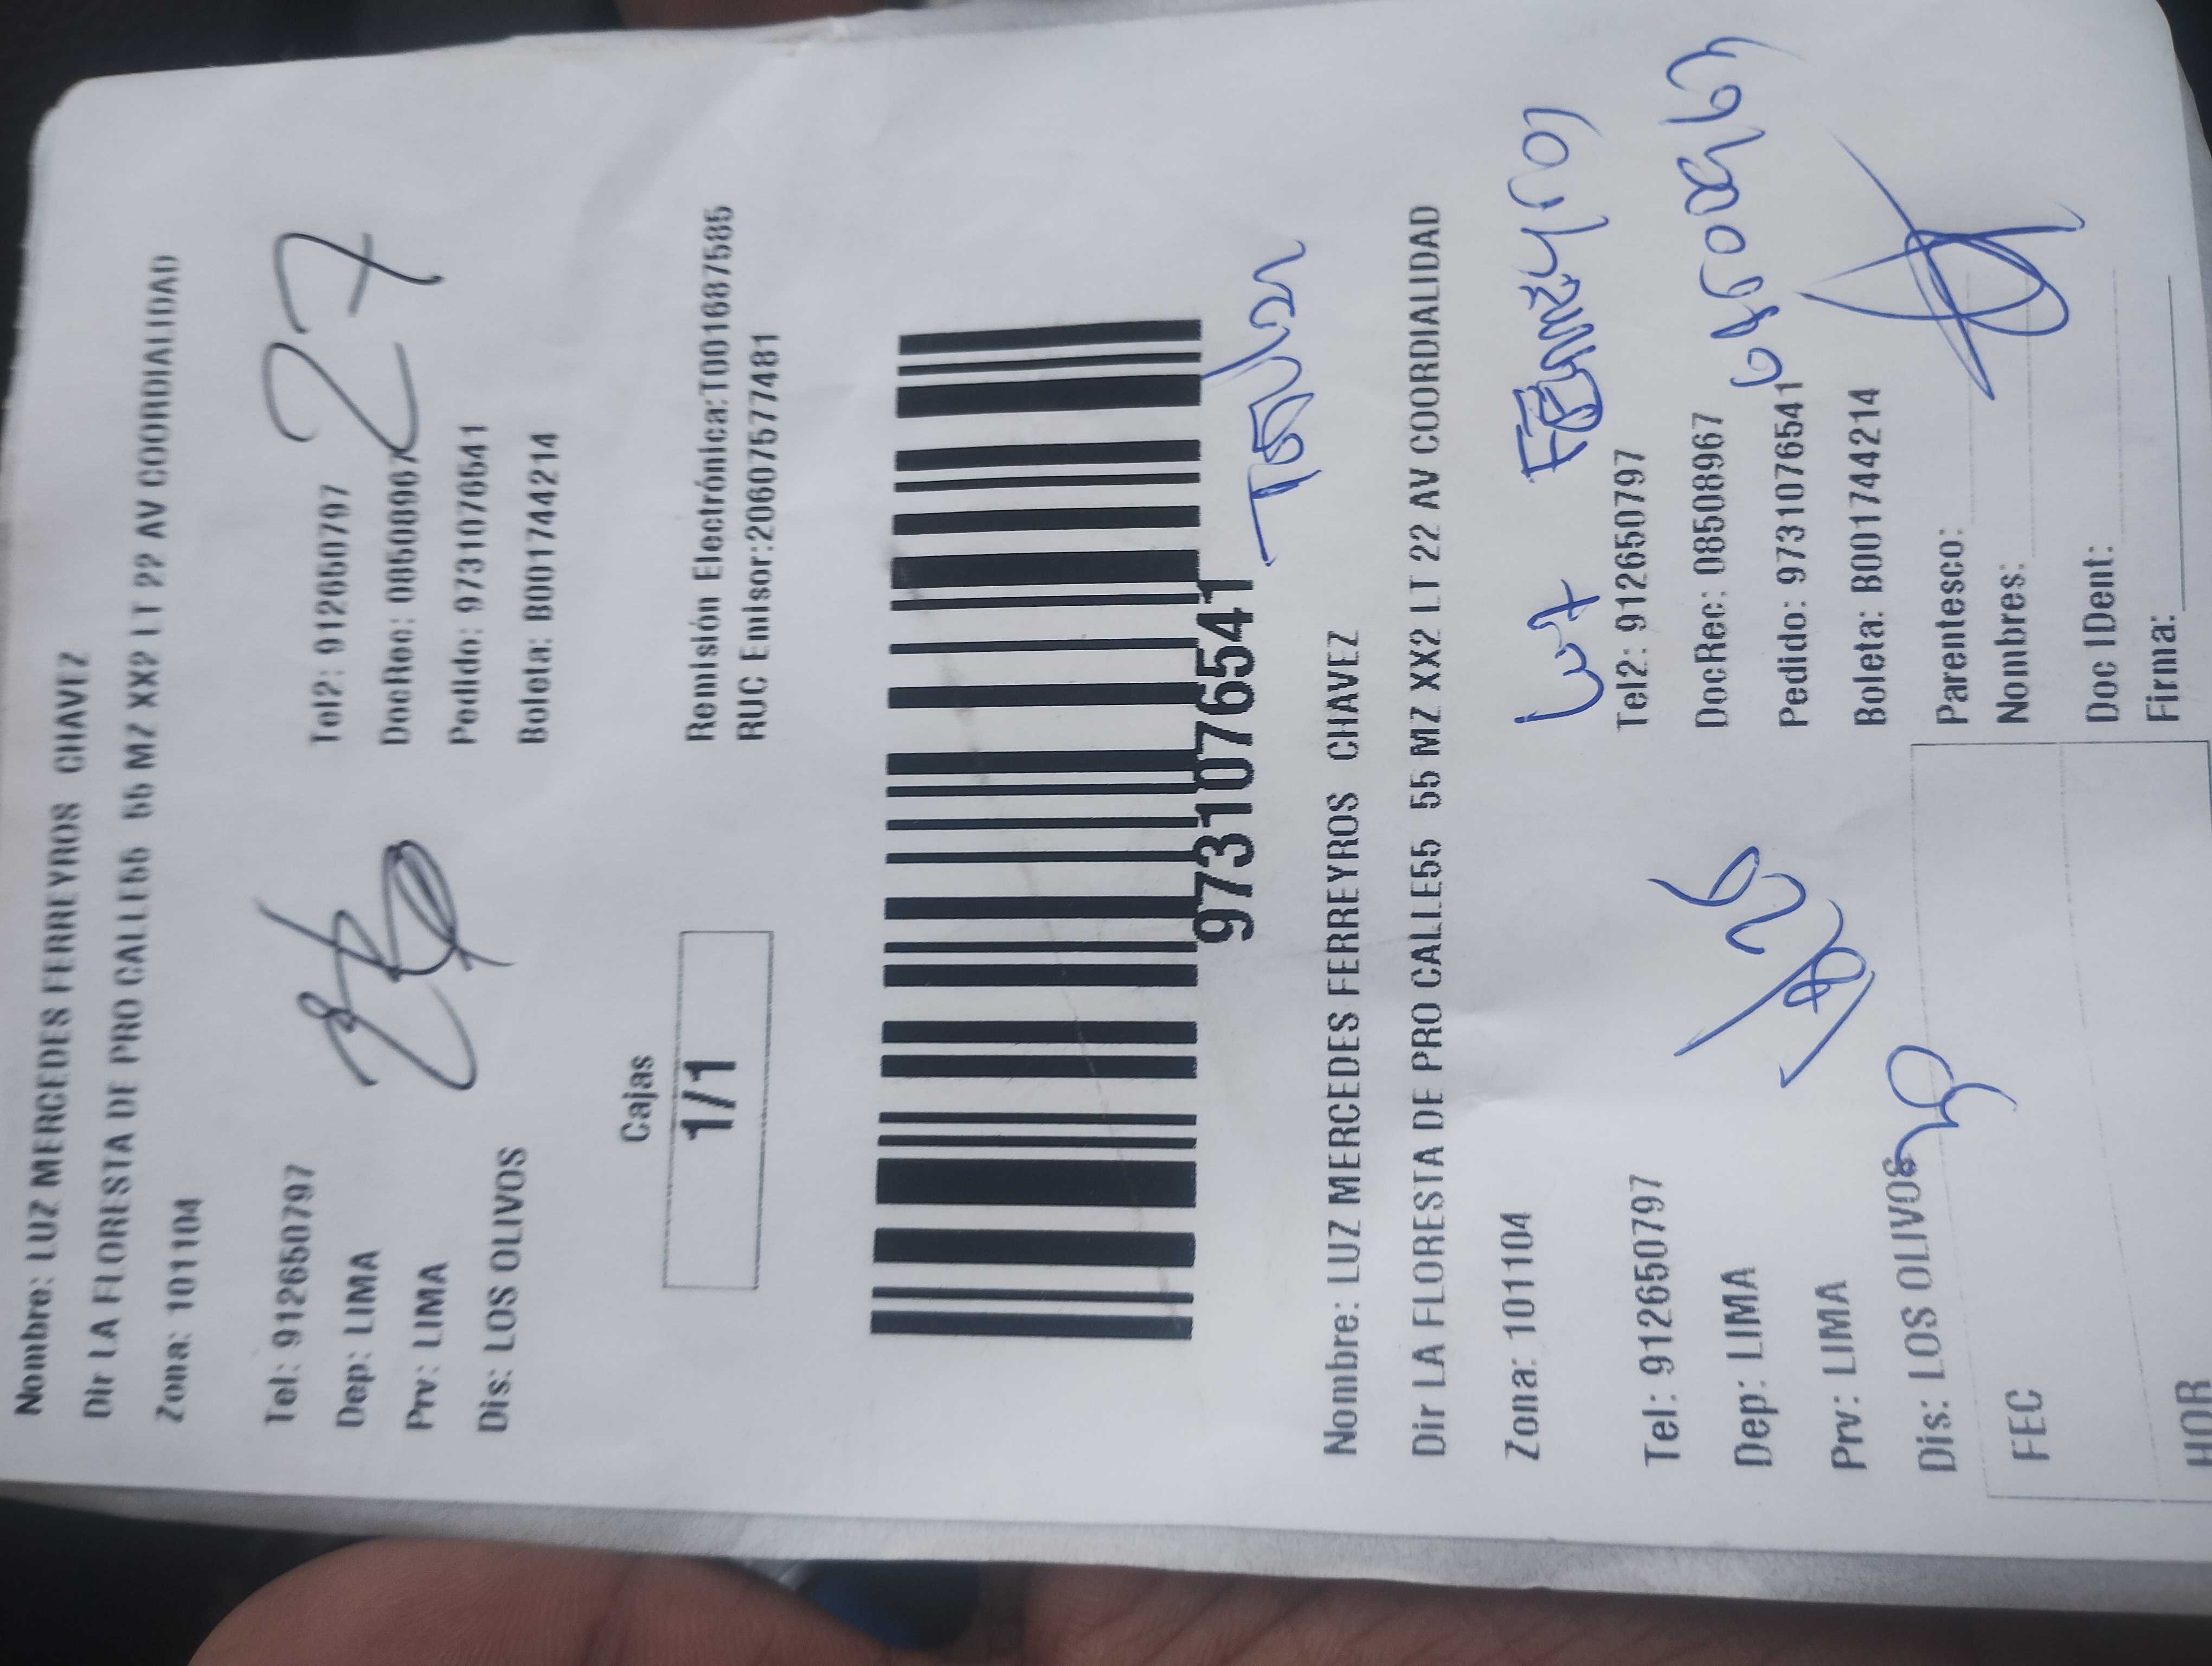 Nombre: LUZ MERCEDES FERREYROS CHAVEZ
Dir LA FLORESTA DE PRO CALLE55 55 MZ XX2 LT 22 AV COORDIALIDAD
Zona: 101104
Tel: 912650797 Tel2: 912650797
27
Dep: LIMA DocRec: 08508967
Prv: LIMA Pedido: 9731076541
Dis: LOS OLIVOS Boleta: B001744214
Cajas
1/1
Remisión Electrónica:T001687585
RUC Emisor:20607577481
9731076541
Nombre: LUZ MERCEDES FERREYROS CHAVEZ
Dir LA FLORESTA DE PRO CALLE55 55 MZ XX2 LT 22 AV COORDIALIDAD
Zona: 101104
Tel: 912650797 Tel2: 912650797
Dep: LIMA DocRec: 08508967
Prv: LIMA Pedido: 9731076541
Dis: LOS OLIVOS Boleta: B001744214
FEC
HOR
Parentesco:
Nombres:
Doc IDent:
Firma: